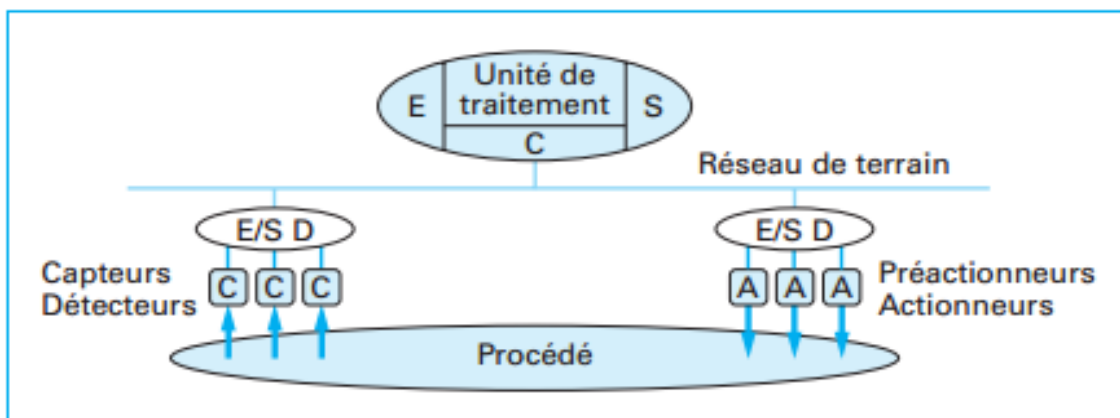 Unité de
traitement
E
S
C
Réseau de terrain
E/S D
E/S D
Capteurs
Détecteurs
C C C
A A A
Préactionneurs
Actionneurs
Procédé